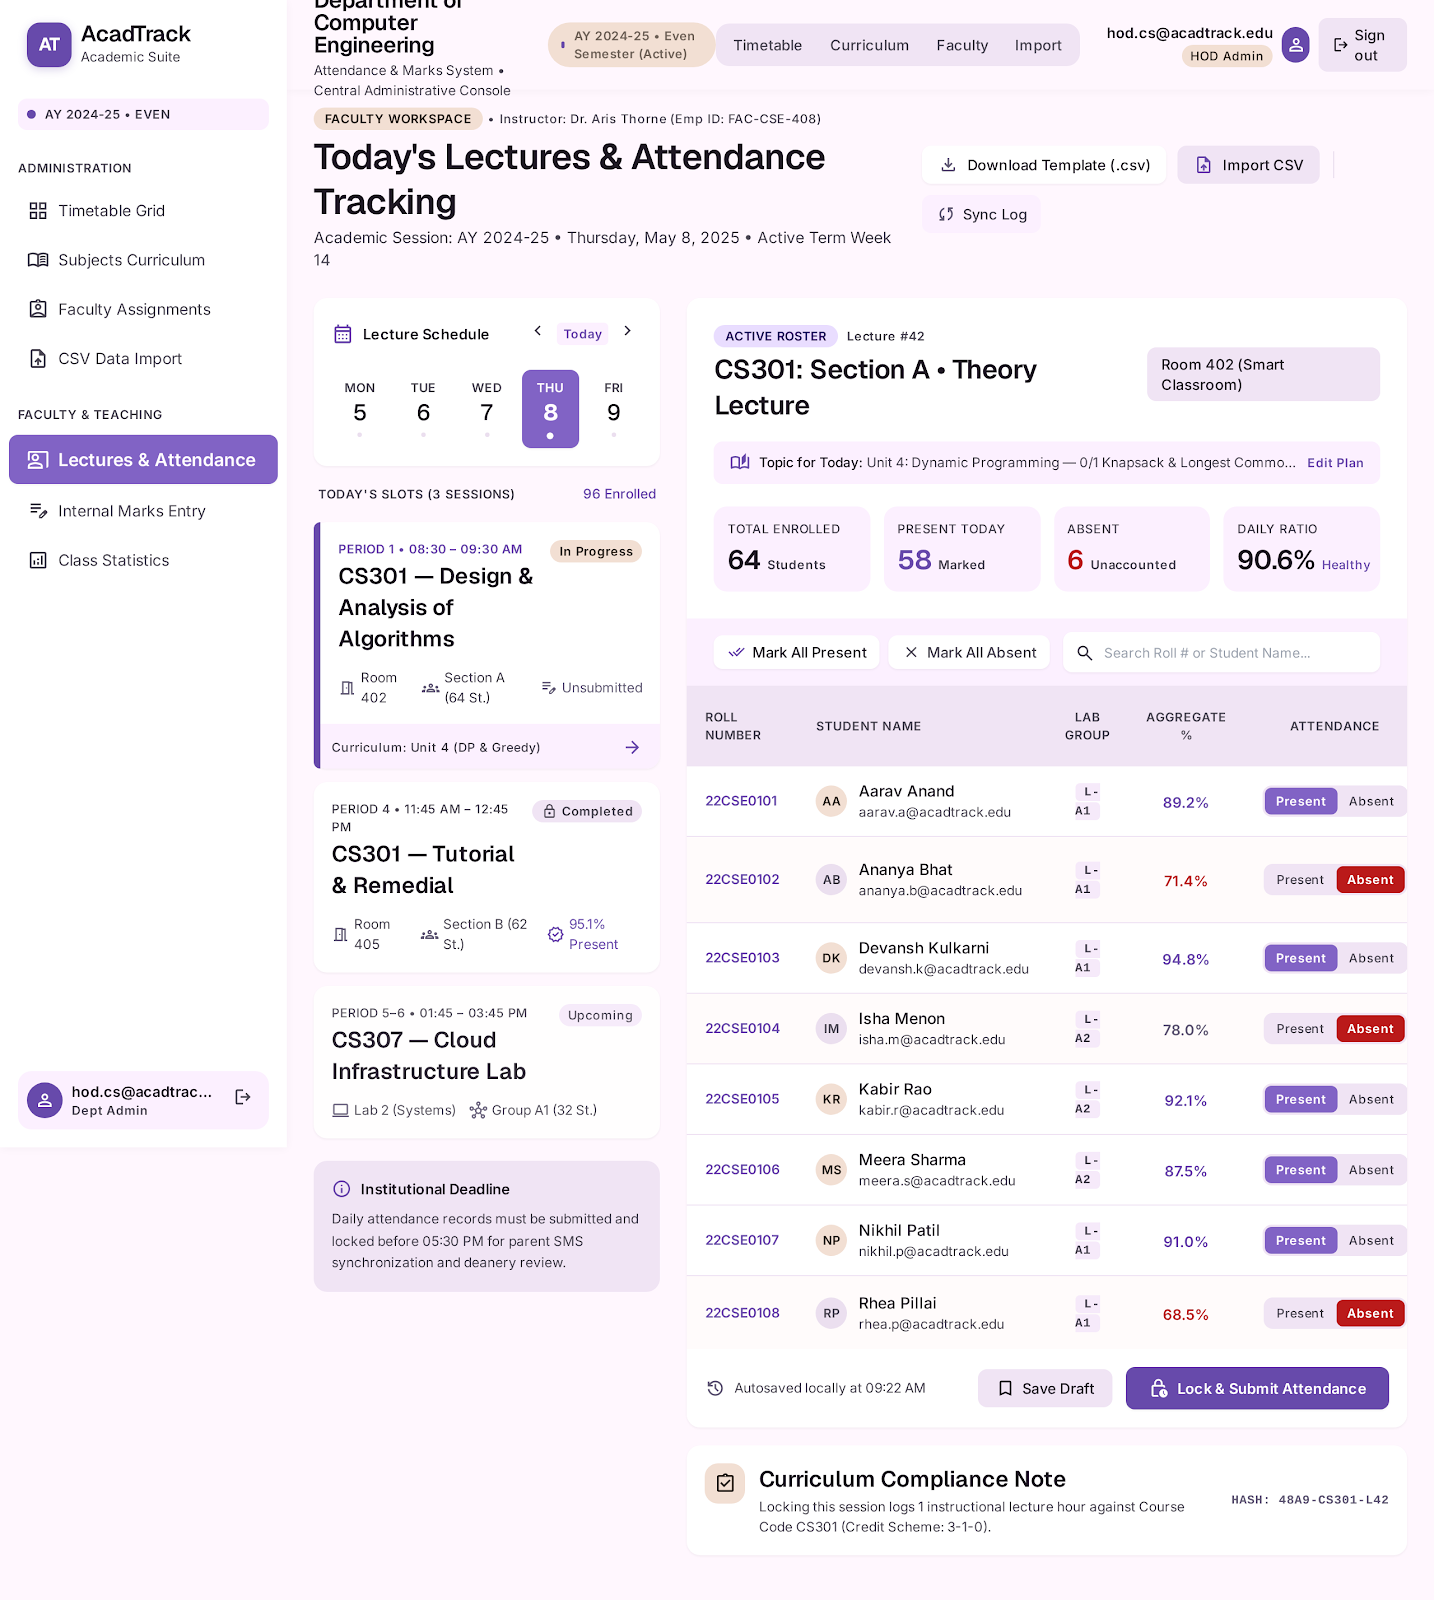 AT
AcadTrack
Academic Suite
AY 2024-25 • EVEN
ADMINISTRATION
Timetable Grid
Subjects Curriculum
Faculty Assignments
CSV Data Import
FACULTY & TEACHING
Lectures & Attendance
Internal Marks Entry
Class Statistics
hod.cs@acadtrac...
Dept Admin
Department of
Computer
Engineering
Attendance & Marks System •
Central Administrative Console
AY 2024-25 • Even
Semester (Active)
Timetable
Curriculum
Faculty
Import
hod.cs@acadtrack.edu
HOD Admin
Sign
out
FACULTY WORKSPACE
• Instructor: Dr. Aris Thorne (Emp ID: FAC-CSE-408)
Today's Lectures & Attendance
Tracking
Academic Session: AY 2024-25 • Thursday, May 8, 2025 • Active Term Week
14
Download Template (.csv)
Import CSV
Sync Log
Lecture Schedule
Today
MON
5
TUE
6
WED
7
THU
8
FRI
9
TODAY'S SLOTS (3 SESSIONS)
96 Enrolled
PERIOD 1 • 08:30 – 09:30 AM
In Progress
CS301 — Design &
Analysis of
Algorithms
Room
402
Section A
(64 St.)
Unsubmitted
Curriculum: Unit 4 (DP & Greedy)
PERIOD 4 • 11:45 AM – 12:45
PM
Completed
CS301 — Tutorial
& Remedial
Room
405
Section B (62
St.)
95.1%
Present
PERIOD 5–6 • 01:45 – 03:45 PM
Upcoming
CS307 — Cloud
Infrastructure Lab
Lab 2 (Systems)
Group A1 (32 St.)
Institutional Deadline
Daily attendance records must be submitted and
locked before 05:30 PM for parent SMS
synchronization and deanery review.
ACTIVE ROSTER
Lecture #42
CS301: Section A • Theory
Lecture
Room 402 (Smart
Classroom)
Topic for Today: Unit 4: Dynamic Programming — 0/1 Knapsack & Longest Commo...
Edit Plan
TOTAL ENROLLED
64 Students
PRESENT TODAY
58 Marked
ABSENT
6 Unaccounted
DAILY RATIO
90.6% Healthy
Mark All Present
Mark All Absent
Search Roll # or Student Name...
ROLL
NUMBER
STUDENT NAME
LAB
GROUP
AGGREGATE
%
ATTENDANCE
22CSE0101
AA
Aarav Anand
aarav.a@acadtrack.edu
L-
A1
89.2%
Present
Absent
22CSE0102
AB
Ananya Bhat
ananya.b@acadtrack.edu
L-
A1
71.4%
Present
Absent
22CSE0103
DK
Devansh Kulkarni
devansh.k@acadtrack.edu
L-
A1
94.8%
Present
Absent
22CSE0104
IM
Isha Menon
isha.m@acadtrack.edu
L-
A2
78.0%
Present
Absent
22CSE0105
KR
Kabir Rao
kabir.r@acadtrack.edu
L-
A2
92.1%
Present
Absent
22CSE0106
MS
Meera Sharma
meera.s@acadtrack.edu
L-
A2
87.5%
Present
Absent
22CSE0107
NP
Nikhil Patil
nikhil.p@acadtrack.edu
L-
A1
91.0%
Present
Absent
22CSE0108
RP
Rhea Pillai
rhea.p@acadtrack.edu
L-
A1
68.5%
Present
Absent
Autosaved locally at 09:22 AM
Save Draft
Lock & Submit Attendance
Curriculum Compliance Note
Locking this session logs 1 instructional lecture hour against Course
Code CS301 (Credit Scheme: 3-1-0).
HASH: 48A9-CS301-L42